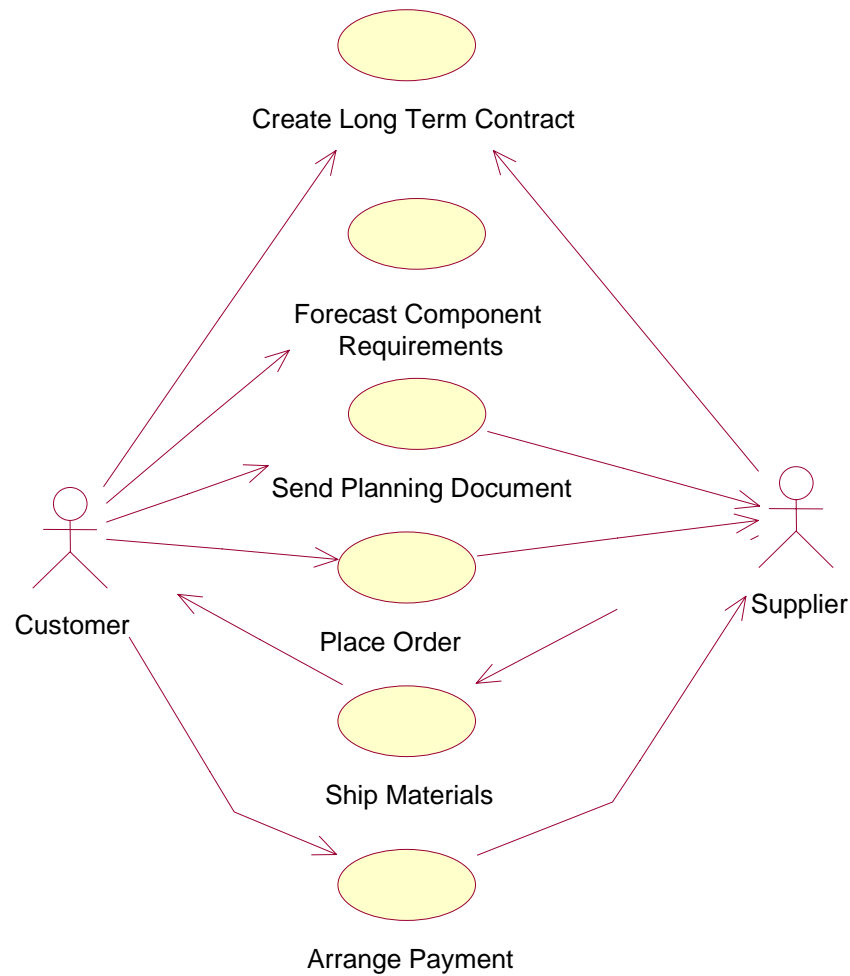 Create Long Term Contract
Forecast Component
Requirements
Send Planning Document
Customer
Supplier
Place Order
Ship Materials
Arrange Payment